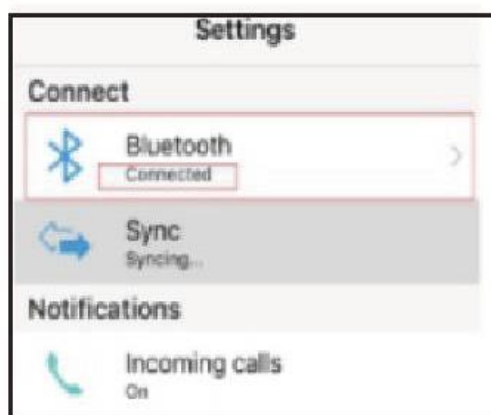 Settings
Connect
Bluetooth
Connected
Sync
Syncing...
Notifications
Incoming calls
On